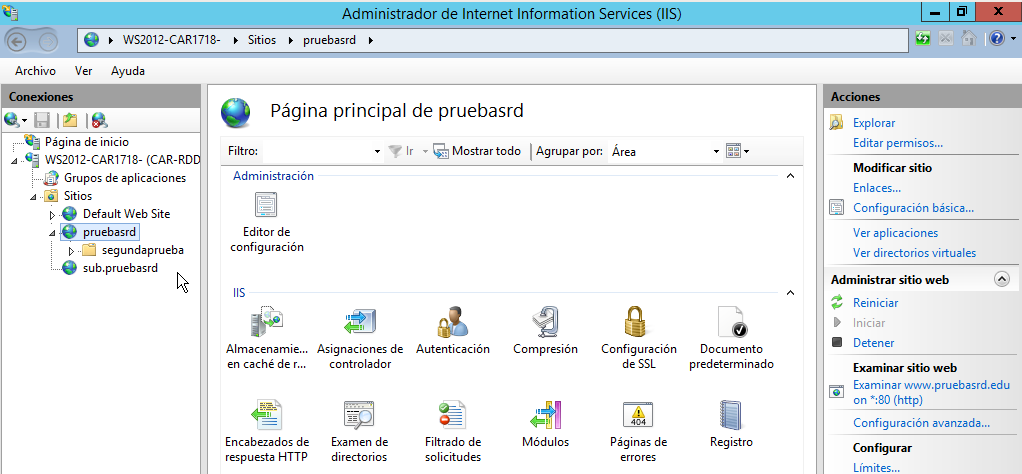 Administrador de Internet Information Services (IIS)
WS2012-CAR1718- Sitios pruebasrd
Archivo Ver Ayuda
Conexiones
Página de inicio
WS2012-CAR1718- (CAR-RDD
Grupos de aplicaciones
Sitios
Default Web Site
pruebasrd
segundaprueba
sub.pruebasrd
Página principal de pruebasrd
Filtro: Ir Mostrar todo Agrupar por: Área
Administración
Editor de
configuración
IIS
Almacenamie...
en caché de r...
Asignaciones de
controlador
Autenticación
Compresión
Configuración
de SSL
Documento
predeterminado
Encabezados de
respuesta HTTP
Examen de
directorios
Filtrado de
solicitudes
Módulos
404
Páginas de
errores
Registro
Acciones
Explorar
Editar permisos...
Modificar sitio
Enlaces...
Configuración básica...
Ver aplicaciones
Ver directorios virtuales
Administrar sitio web
Reiniciar
Iniciar
Detener
Examinar sitio web
Examinar www.pruebasrd.edu
on *:80 (http)
Configuración avanzada...
Configurar
Límites...